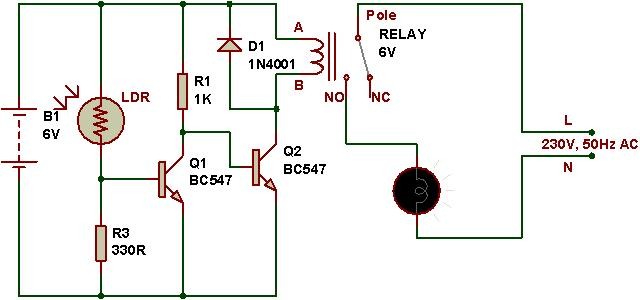 Pole
A
RELAY
6V
D1
1N4001
B
LDR
R1
1K
NO
NC
B1
6V
L
230V, 50Hz AC
N
Q1
BC547
Q2
BC547
R3
330R